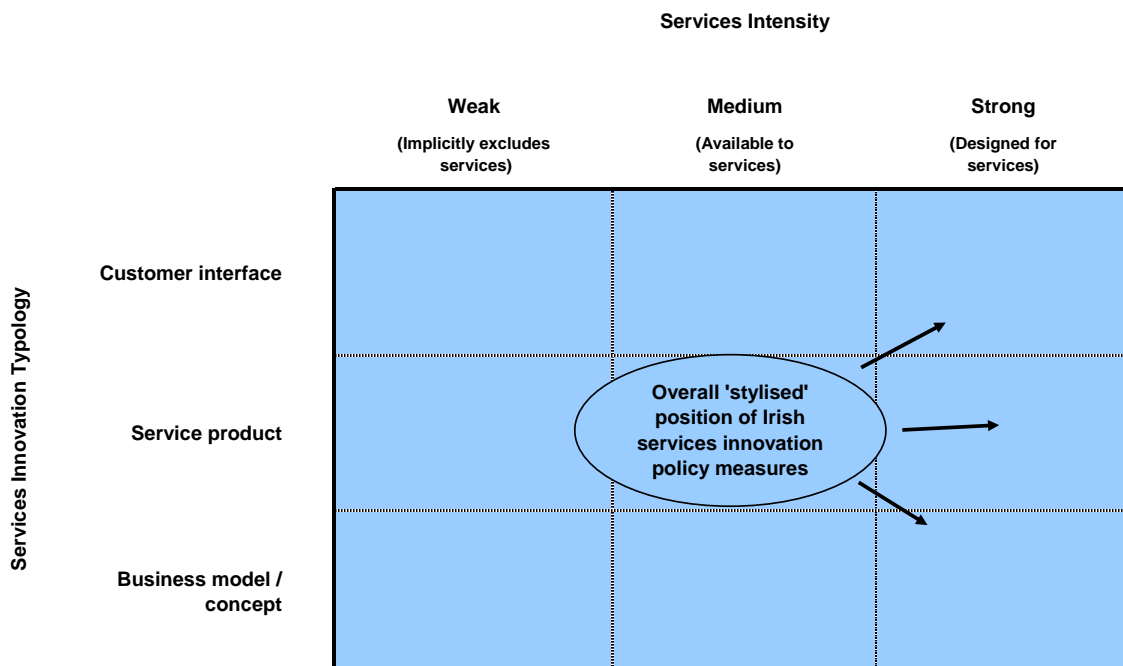 Services Intensity
Weak
Medium
Strong
(Implicitly excludes
services)
(Available to
services)
(Designed for
services)
Services Innovation Typology
Customer interface
Service product
Business model /
concept
Overall 'stylised'
position of Irish
services innovation
policy measures